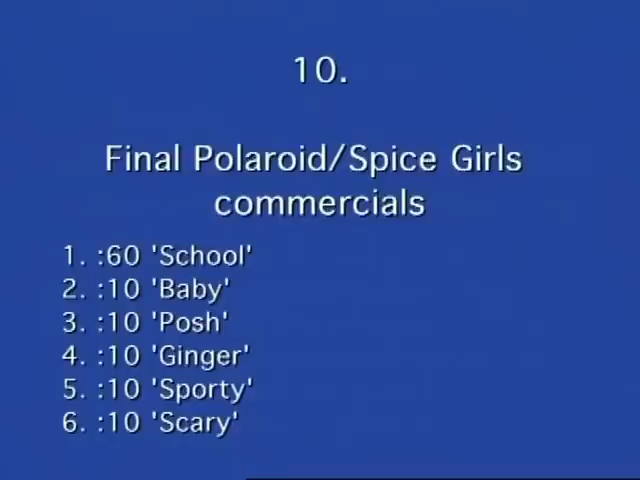 10.
Final Polaroid/Spice Girls
commercials
1. :60 'School'
2. :10 'Baby'
3. :10 'Posh'
4. :10 'Ginger'
5. :10 'Sporty'
6. :10 'Scary'